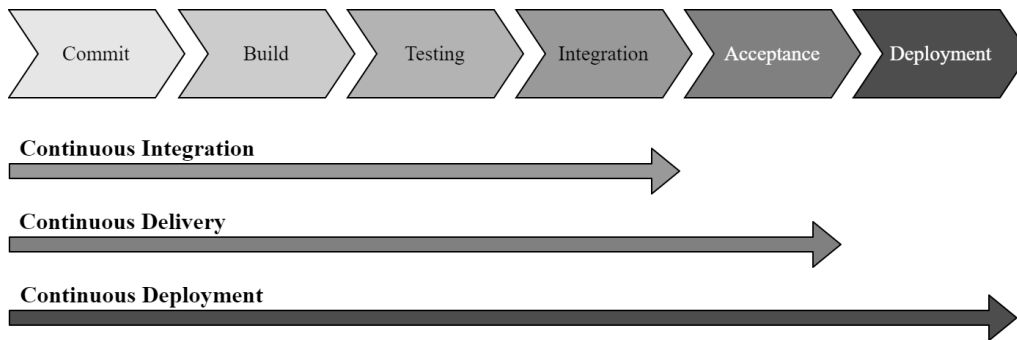 Commit Build Testing Integration Acceptance Deployment
Continuous Integration
Continuous Delivery
Continuous Deployment